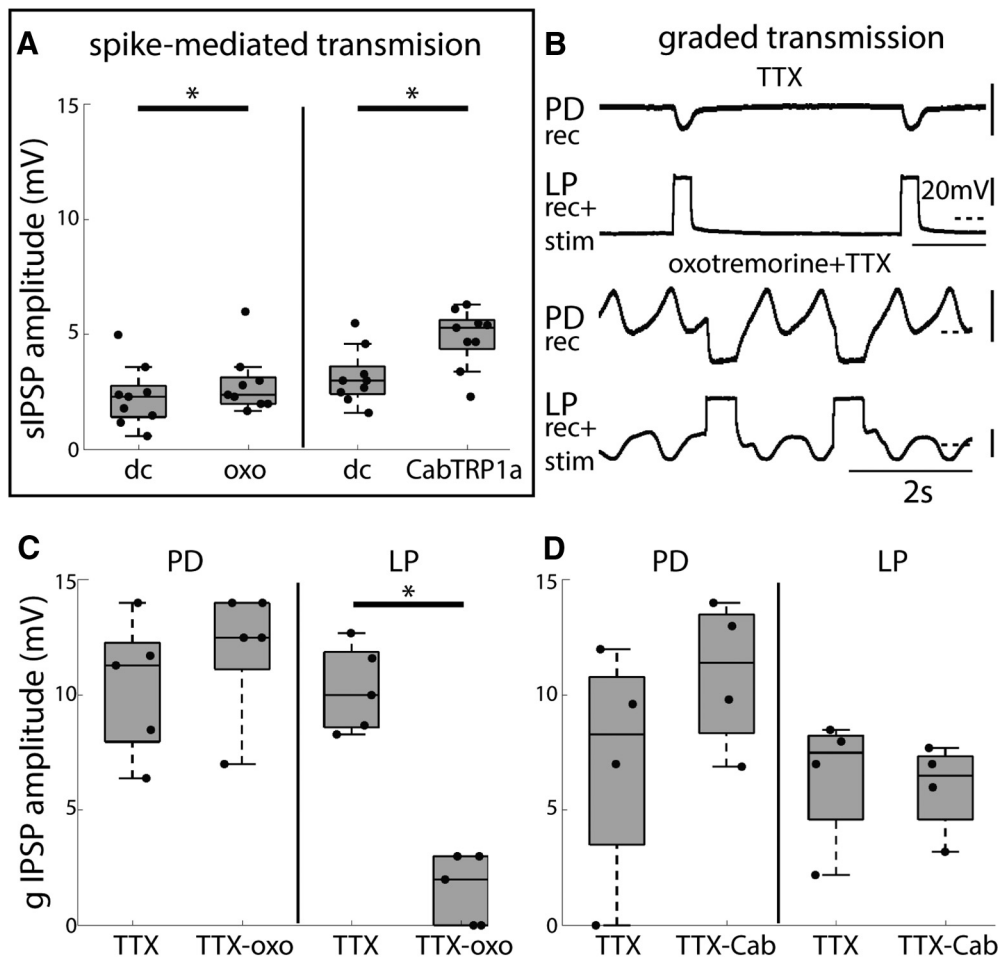 A spike-mediated transmision
* *
15
10
5
0
sIPSP amplitude (mV)
dc oxo dc CabTRP1a
B graded transmission
TTX
PD
rec
LP
rec+
stim
20mV
oxotremorine+TTX
PD
rec
LP
rec+
stim
2s
C PD LP
*
15
10
5
0
g IPSP amplitude (mV)
TTX TTX-oxo TTX TTX-oxo
D PD LP
15
10
5
0
TTX TTX-Cab TTX TTX-Cab